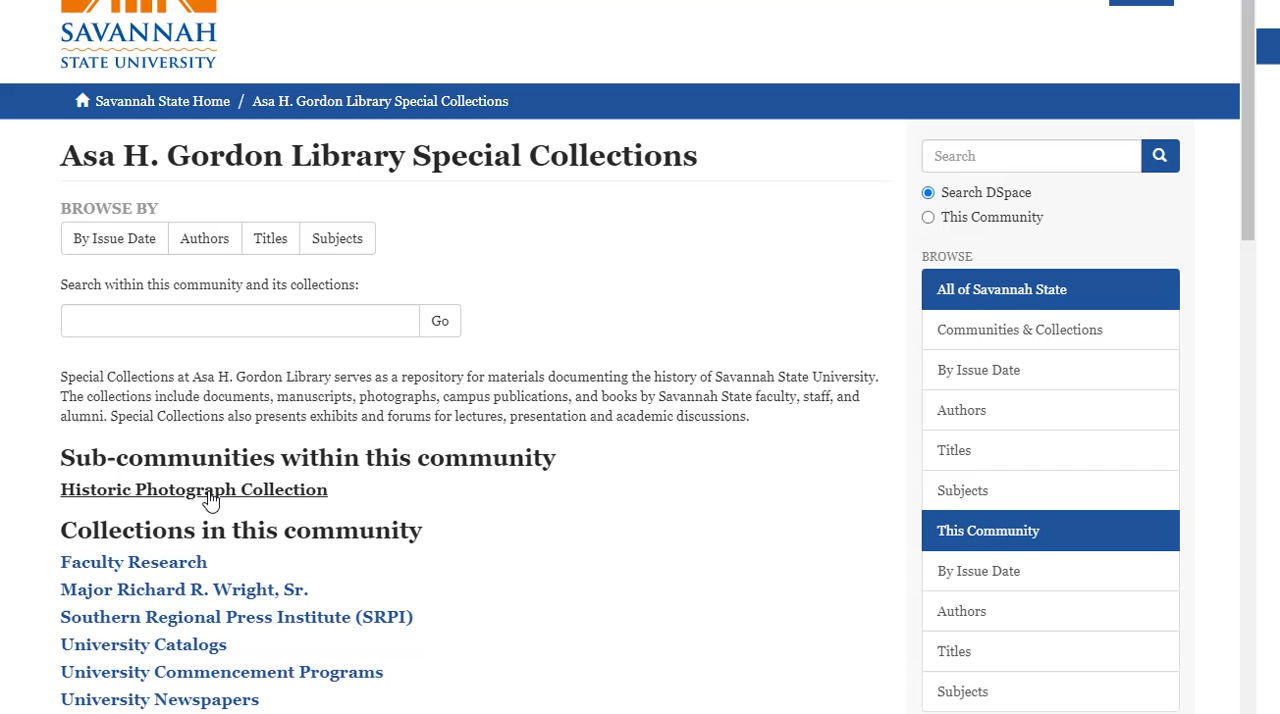 SAVANNAH
STATE UNIVERSITY
Savannah State Home / Asa H. Gordon Library Special Collections
Asa H. Gordon Library Special Collections
BROWSE BY
By Issue Date
Authors
Titles
Subjects
Search within this community and its collections:
Go
Special Collections at Asa H. Gordon Library serves as a repository for materials documenting the history of Savannah State University.
The collections include documents, manuscripts, photographs, campus publications, and books by Savannah State faculty, staff, and
alumni. Special Collections also presents exhibits and forums for lectures, presentation and academic discussions.
Sub-communities within this community
Historic Photograph Collection
Collections in this community
Faculty Research
Major Richard R. Wright, Sr.
Southern Regional Press Institute (SRPI)
University Catalogs
University Commencement Programs
University Newspapers
Search
Search DSpace
This Community
BROWSE
All of Savannah State
Communities & Collections
By Issue Date
Authors
Titles
Subjects
This Community
By Issue Date
Authors
Titles
Subjects